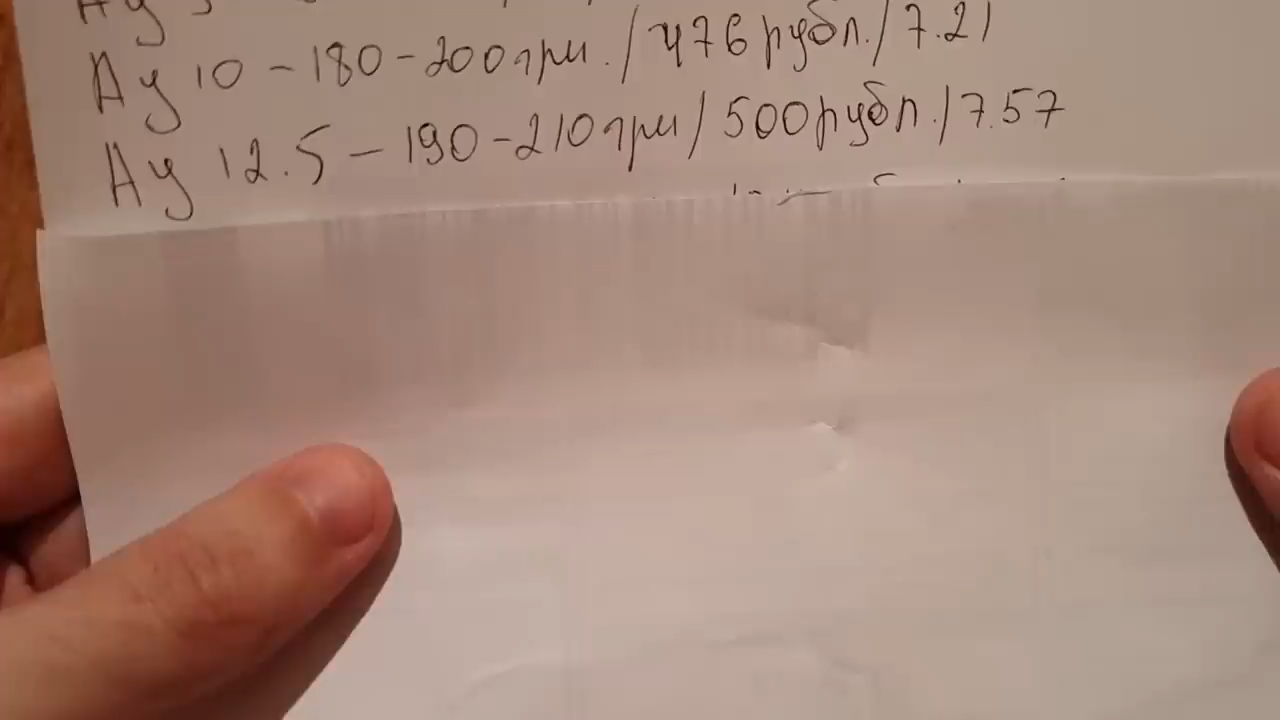 Ау 10 - 180 - 200 грн. / 476 рубл. / 7.21
Ау 12.5 - 190 - 210 грн / 500 рубл. / 7.57